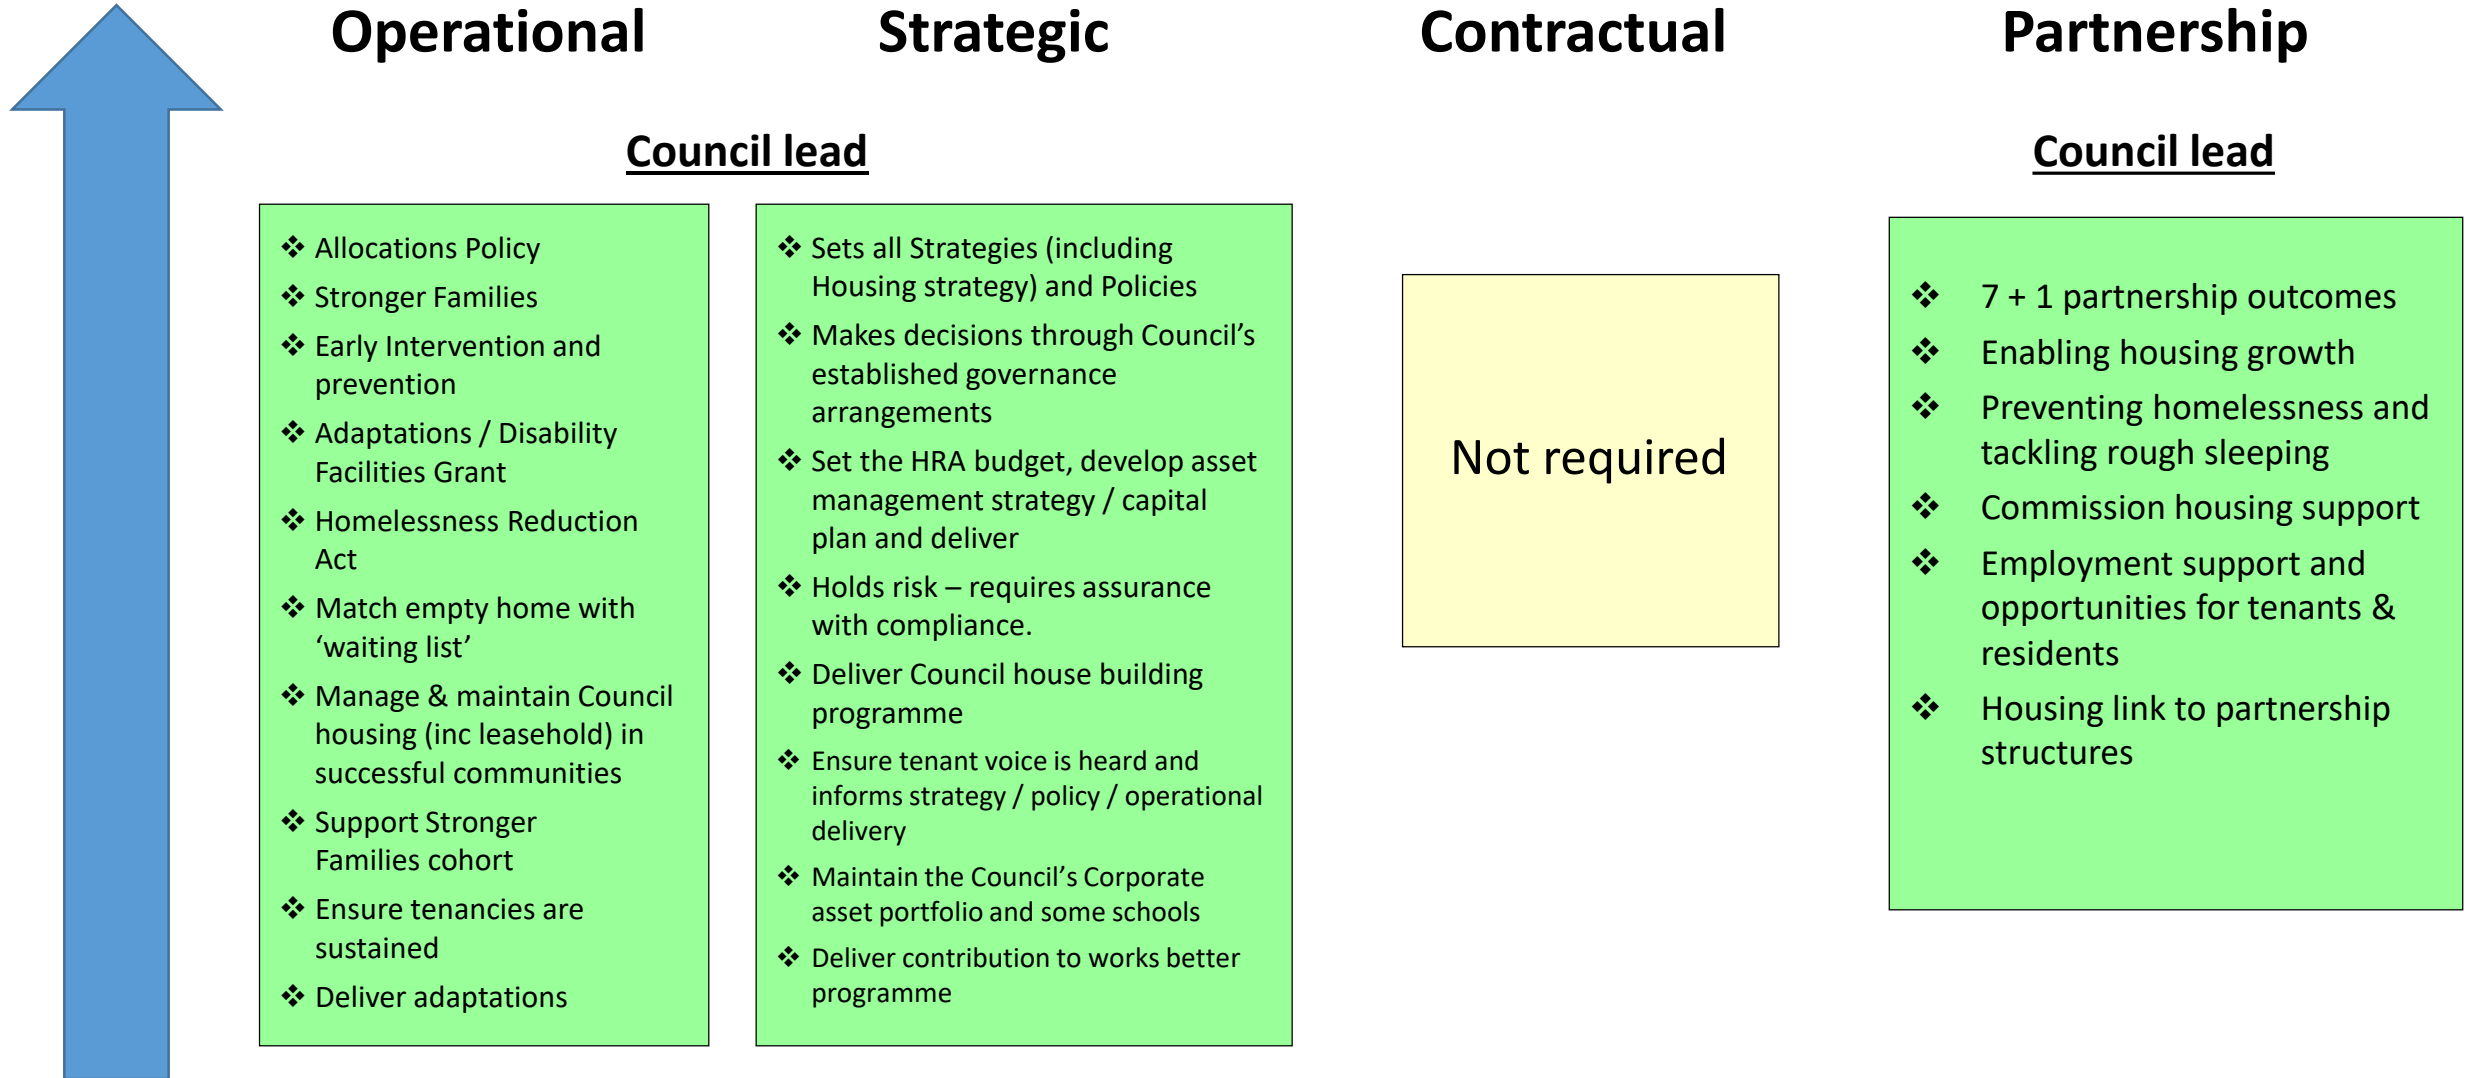 Operational
Strategic
Contractual
Partnership
Council lead
Council lead
❖ Allocations Policy
❖ Stronger Families
❖ Early Intervention and
prevention
❖ Adaptations / Disability
Facilities Grant
❖ Homelessness Reduction
Act
❖ Match empty home with
‘waiting list’
❖ Manage & maintain Council
housing (inc leasehold) in
successful communities
❖ Support Stronger
Families cohort
❖ Ensure tenancies are
sustained
❖ Deliver adaptations
❖ Sets all Strategies (including
Housing strategy) and Policies
❖ Makes decisions through Council’s
established governance
arrangements
❖ Set the HRA budget, develop asset
management strategy / capital
plan and deliver
❖ Holds risk – requires assurance
with compliance.
❖ Deliver Council house building
programme
❖ Ensure tenant voice is heard and
informs strategy / policy / operational
delivery
❖ Maintain the Council’s Corporate
asset portfolio and some schools
❖ Deliver contribution to works better
programme
Not required
❖ 7 + 1 partnership outcomes
❖ Enabling housing growth
❖ Preventing homelessness and
tackling rough sleeping
❖ Commission housing support
❖ Employment support and
opportunities for tenants &
residents
❖ Housing link to partnership
structures